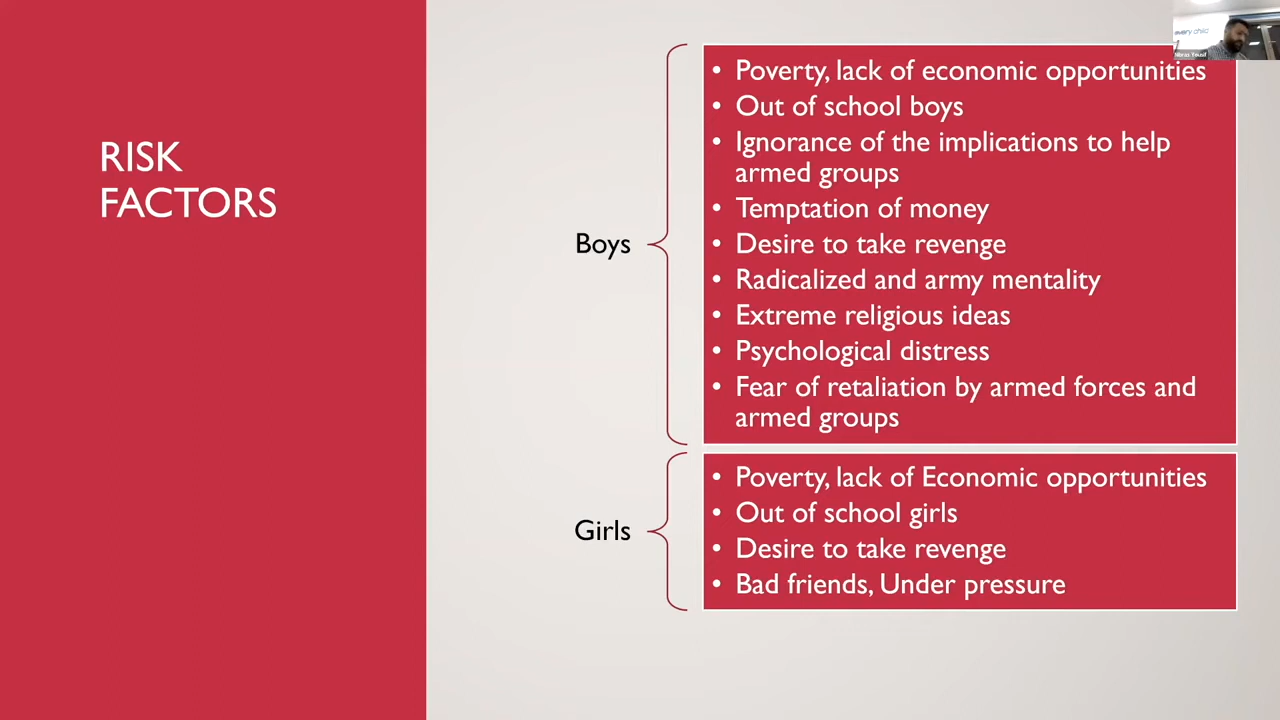 every child
RISK
FACTORS
Boys
• Poverty, lack of economic opportunities
• Out of school boys
• Ignorance of the implications to help
armed groups
• Temptation of money
• Desire to take revenge
• Radicalized and army mentality
• Extreme religious ideas
• Psychological distress
• Fear of retaliation by armed forces and
armed groups
Girls
• Poverty, lack of Economic opportunities
• Out of school girls
• Desire to take revenge
• Bad friends, Under pressure